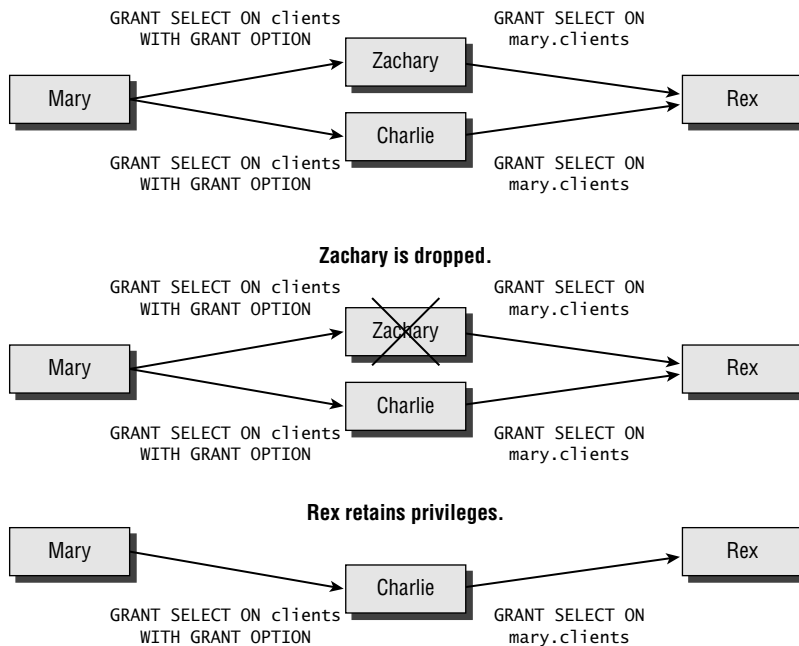 GRANT SELECT ON clients
WITH GRANT OPTION
GRANT SELECT ON
mary.clients
Zachary
Mary
Rex
Charlie
GRANT SELECT ON clients
WITH GRANT OPTION
GRANT SELECT ON
mary.clients
Zachary is dropped.
GRANT SELECT ON clients
WITH GRANT OPTION
GRANT SELECT ON
mary.clients
Zachary
Mary
Rex
Charlie
GRANT SELECT ON clients
WITH GRANT OPTION
GRANT SELECT ON
mary.clients
Rex retains privileges.
Mary
Rex
Charlie
GRANT SELECT ON clients
WITH GRANT OPTION
GRANT SELECT ON
mary.clients